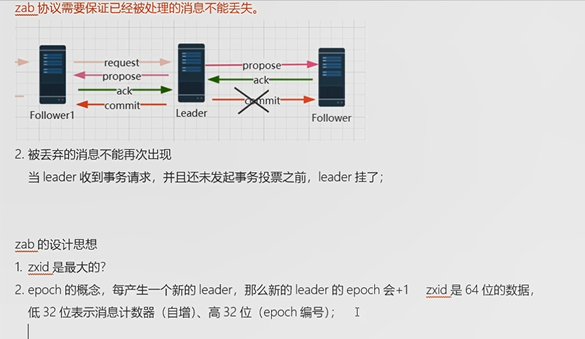 zab 协议需要保证已经被处理的消息不能丢失。
request
propose
propose
ack
ack
commit
commit
Follower1
Leader
Follower
2. 被丢弃的消息不能再次出现
当 leader 收到事务请求，并且还未发起事务投票之前，leader 挂了；
zab 的设计思想
1. zxid 是最大的?
2. epoch 的概念，每产生一个新的 leader，那么新的 leader 的 epoch 会+1 zxid 是 64 位的数据，
低 32 位表示消息计数器（自增）、高 32 位（epoch 编号）；